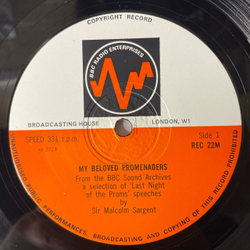 COPYRIGHT RECORD
BBC RADIO ENTERPRISES
BROADCASTING HOUSE
LONDON, W1
SPEED 33⅓ r.p.m.
Side 1
REC 22M
MY BELOVED PROMENADERS
From the BBC Sound Archives
a selection of 'Last Night
of the Proms' speeches
by
Sir Malcolm Sargent
UNAUTHORISED PUBLIC PERFORMANCES BROADCASTING AND COPYING OF THIS RECORD